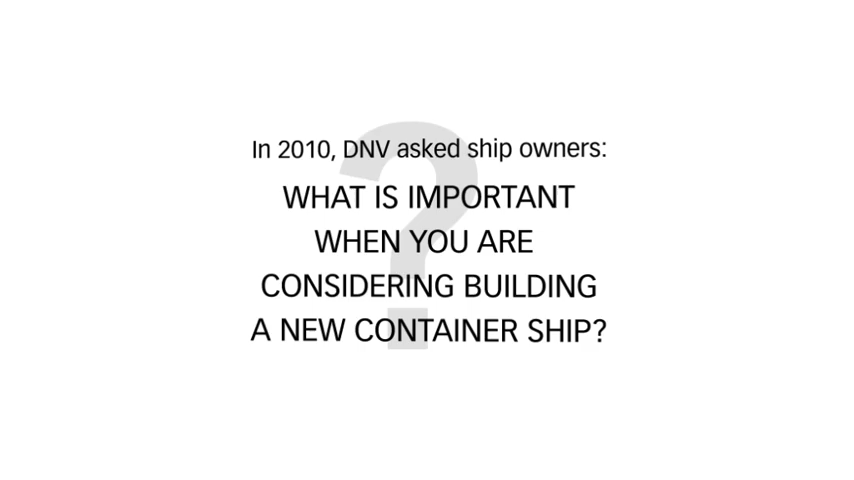 In 2010, DNV asked ship owners:
WHAT IS IMPORTANT
WHEN YOU ARE
CONSIDERING BUILDING
A NEW CONTAINER SHIP?